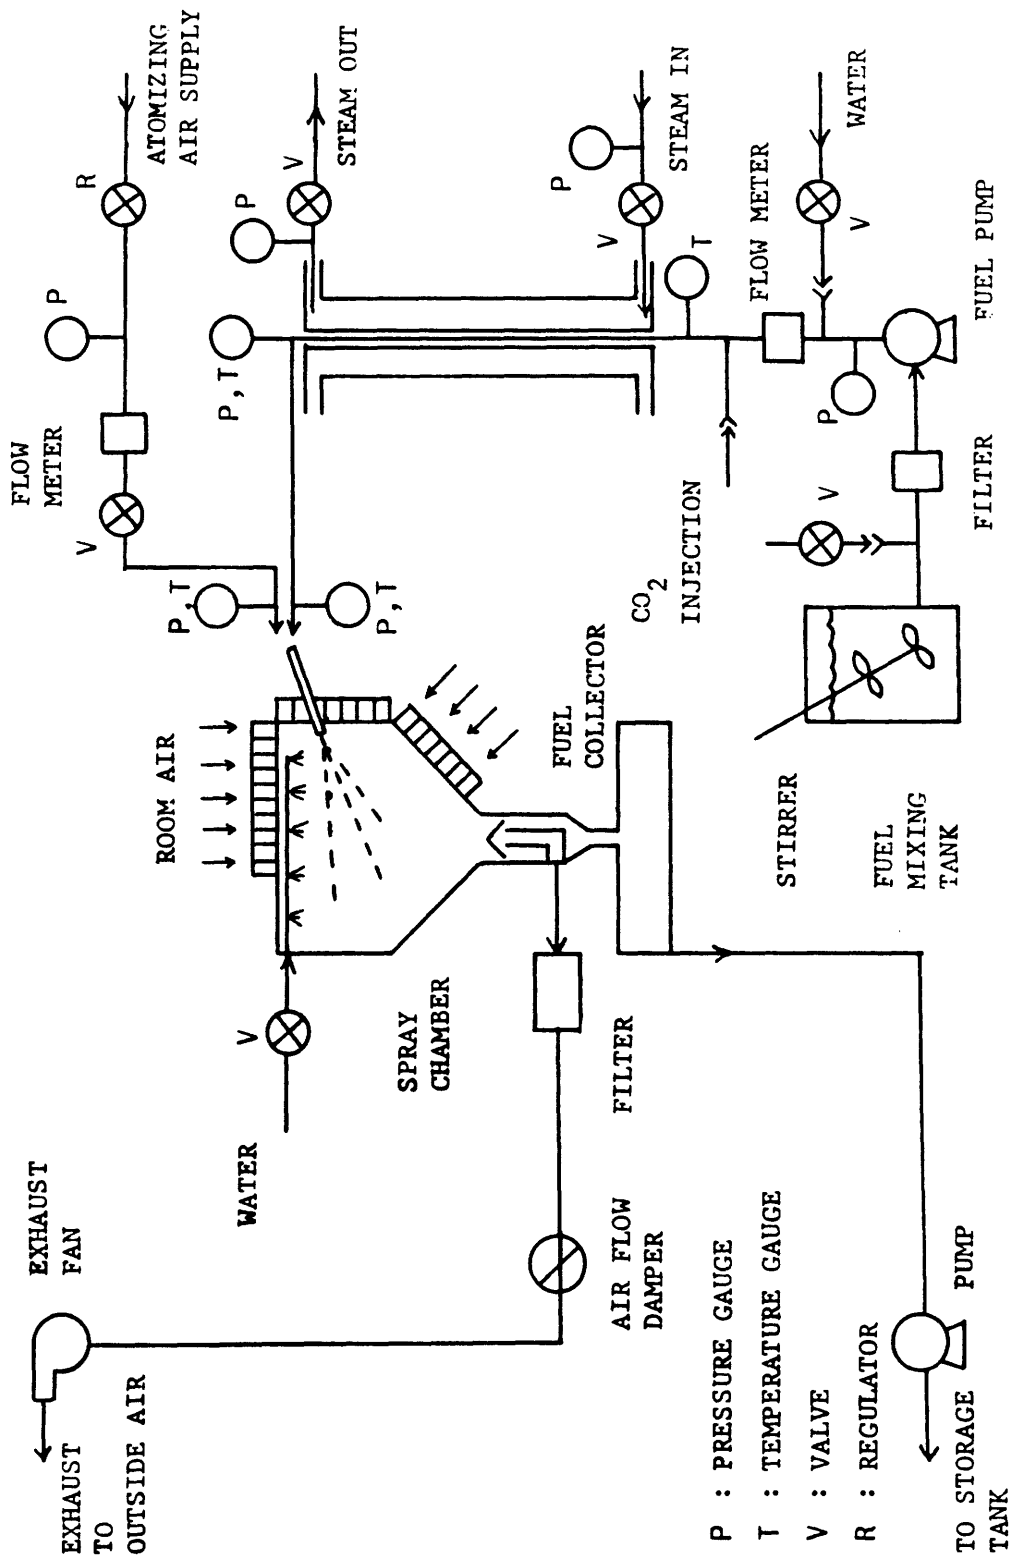 EXHAUST
TO
OUTSIDE AIR
EXHAUST
FAN
FLOW
METER
P
R
V
ATOMIZING
AIR SUPPLY
ROOM AIR
P,T
P,T
P
V
STEAM OUT
WATER
V
P,T
SPRAY
CHAMBER
FUEL
COLLECTOR
P
V
STEAM IN
AIR FLOW
DAMPER
FILTER
CO2
INJECTION
T
FLOW METER
P : PRESSURE GAUGE
T : TEMPERATURE GAUGE
V : VALVE
R : REGULATOR
STIRRER
V
P
V
WATER
FUEL
MIXING
TANK
FILTER
FUEL PUMP
TO STORAGE
TANK
PUMP